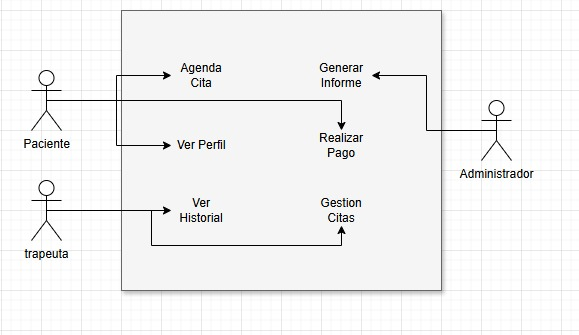 Agenda
Cita
Generar
Informe
Paciente
Ver Perfil
Realizar
Pago
Administrador
Ver
Historial
Gestion
Citas
trapeuta